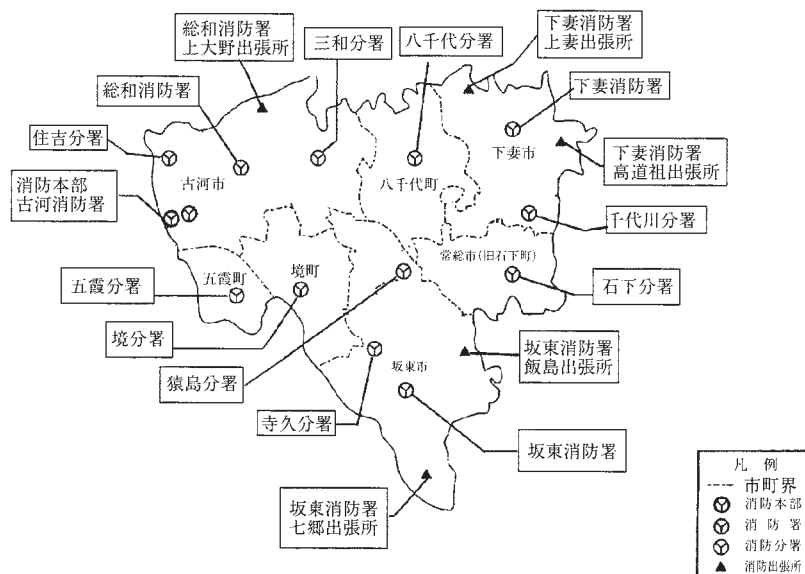 総和消防署
上大野出張所
三和分署
八千代分署
下妻消防署
上妻出張所
総和消防署
下妻消防署
住吉分署
下妻市
下妻消防署
高道祖出張所
古河市
八千代町
消防本部
古河消防署
千代川分署
常総市(旧石下町)
五霞町
境町
五霞分署
石下分署
境分署
坂東消防署
飯島出張所
猿島分署
坂東市
寺久分署
坂東消防署
坂東消防署
七郷出張所
凡例
市町界
消防本部
消防署
消防分署
消防出張所